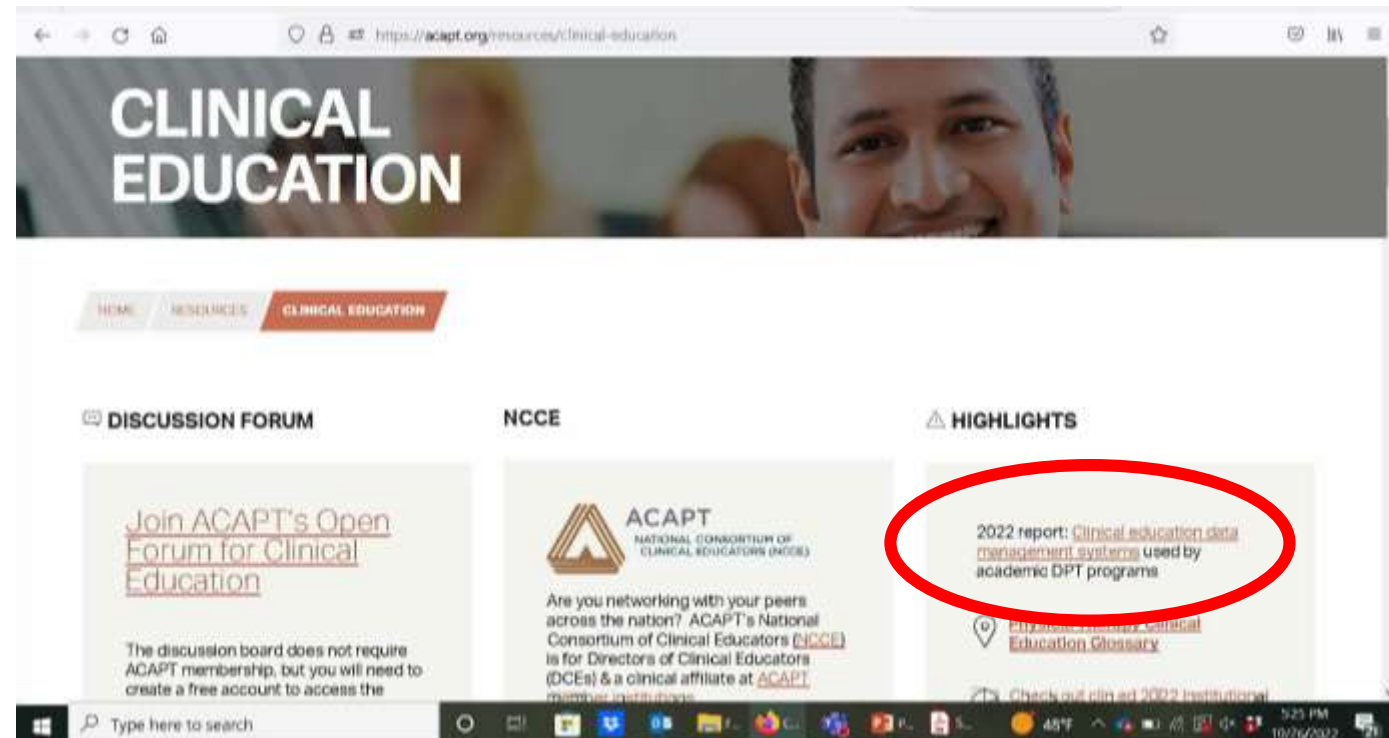 https://acapt.org/resources/clinical-education
CLINICAL
EDUCATION
HOME
RESOURCES
CLINICAL EDUCATION
DISCUSSION FORUM
Join ACAPT's Open
Forum for Clinical
Education
The discussion board does not require
ACAPT membership, but you will need to
create a free account to access the
NCCE
ACAPT
NATIONAL CONSORTIUM OF
CLINICAL EDUCATORS (NCCE)
Are you networking with your peers
across the nation? ACAPT's National
Consortium of Clinical Educators (NCCE)
is for Directors of Clinical Educators
(DCEs) & a clinical affiliate at ACAPT
member institutions
HIGHLIGHTS
2022 report: Clinical education data
management systems used by
academic DPT programs
Physical Therapy Clinical
Education Glossary
Check out clin ed 2022 Institutional
Type here to search
48°F
5:25 PM
10/26/2022